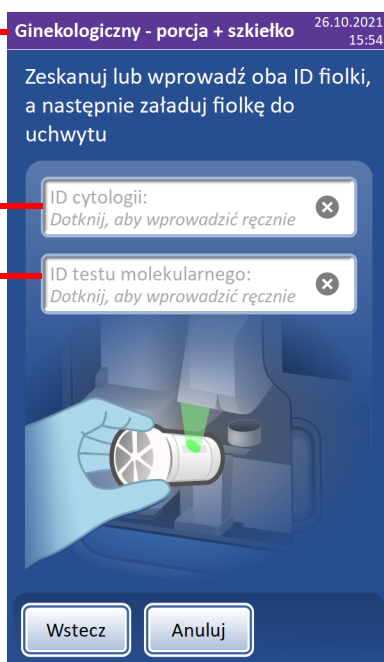 Ginekologiczny - porcja + szkiełko
26.10.2021
15:54
Zeskanuj lub wprowadź oba ID fiolki,
a następnie załaduj fiolkę do
uchwytu
ID cytologii:
Dotknij, aby wprowadzić ręcznie
ID testu molekularnego:
Dotknij, aby wprowadzić ręcznie
Wstecz
Anuluj